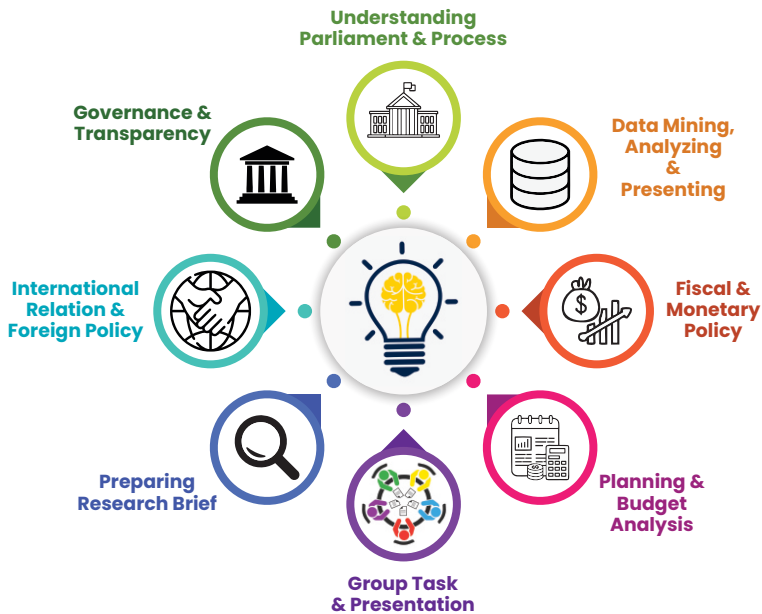 Understanding
Parliament & Process
Data Mining,
Analyzing
&
Presenting
Fiscal &
Monetary
Policy
Planning &
Budget
Analysis
Group Task
& Presentation
Preparing
Research Brief
International
Relation &
Foreign Policy
Governance &
Transparency
$